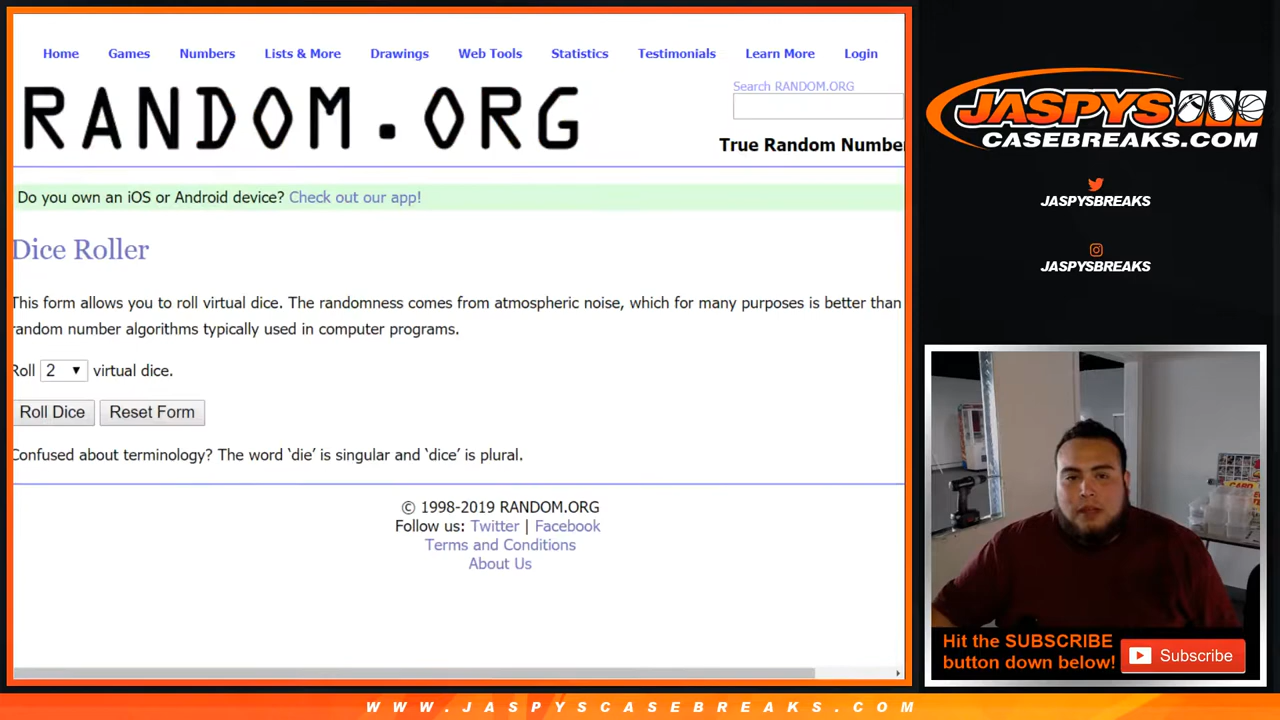 Home Games Numbers Lists & More Drawings Web Tools Statistics Testimonials Learn More Login
RANDOM.ORG
Search RANDOM.ORG
True Random Number
Do you own an iOS or Android device? Check out our app!
Dice Roller
This form allows you to roll virtual dice. The randomness comes from atmospheric noise, which for many purposes is better than
random number algorithms typically used in computer programs.
Roll 2 virtual dice.
Roll Dice Reset Form
Confused about terminology? The word ‘die’ is singular and ‘dice’ is plural.
© 1998-2019 RANDOM.ORG
Follow us: Twitter | Facebook
Terms and Conditions
About Us
JASPYS
CASEBREAKS.COM
JASPYSBREAKS
JASPYSBREAKS
Hit the SUBSCRIBE
button down below!
Subscribe
WWW.JASPYSCASEBREAKS.COM